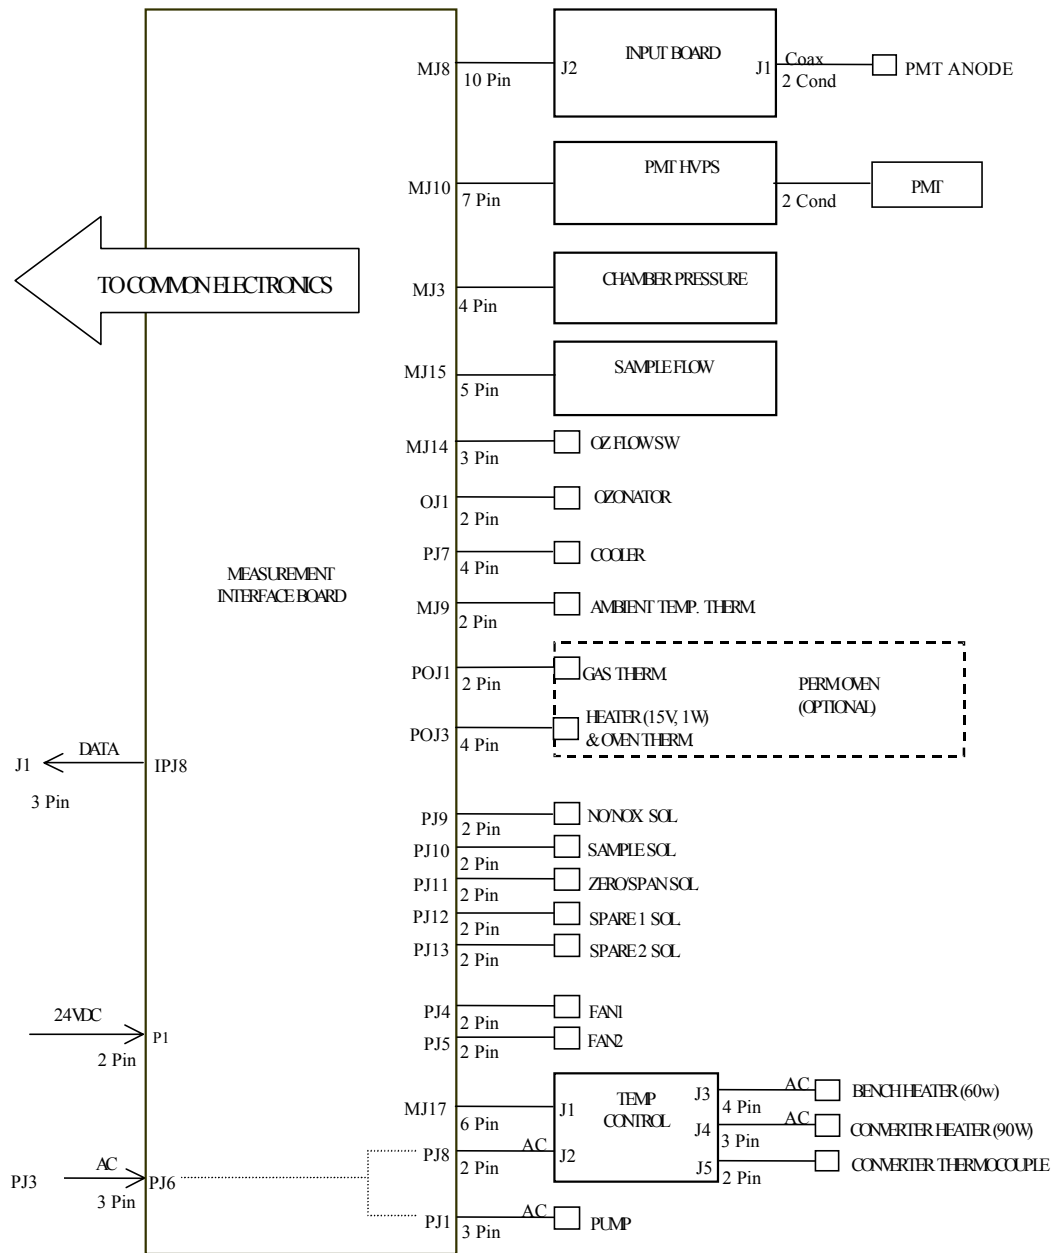 MJ8
10 Pin
J2
INPUT BOARD
J1
Coax
2 Cond
PMT ANODE
MJ10
7 Pin
PMT HVPS
2 Cond
PMT
TO COMMON ELECTRONICS
MJ3
4 Pin
CHAMBER PRESSURE
MJ15
5 Pin
SAMPLE FLOW
MJ14
3 Pin
OZ FLOW SW
OJ1
2 Pin
OZONATOR
PJ7
4 Pin
COOLER
MEASUREMENT
INTERFACE BOARD
MJ9
2 Pin
AMBIENT TEMP. THERM.
POJ1
2 Pin
GAS THERM.
PERM OVEN
(OPTIONAL)
POJ3
4 Pin
HEATER (15V, 1W)
& OVEN THERM.
DATA
J1
3 Pin
IPJ8
PJ9
2 Pin
NO/NOX SOL
PJ10
2 Pin
SAMPLE SOL
PJ11
2 Pin
ZERO/SPAN SOL
PJ12
2 Pin
SPARE 1 SOL
PJ13
2 Pin
SPARE 2 SOL
PJ4
2 Pin
FAN1
PJ5
2 Pin
FAN2
24VDC
P1
2 Pin
MJ17
6 Pin
J1
TEMP
CONTROL
J3
AC
4 Pin
BENCH HEATER (60w)
J4
AC
3 Pin
CONVERTER HEATER (90W)
J5
2 Pin
CONVERTER THERMOCOUPLE
PJ8
AC
2 Pin
J2
PJ3
AC
3 Pin
PJ6
PJ1
AC
3 Pin
PUMP